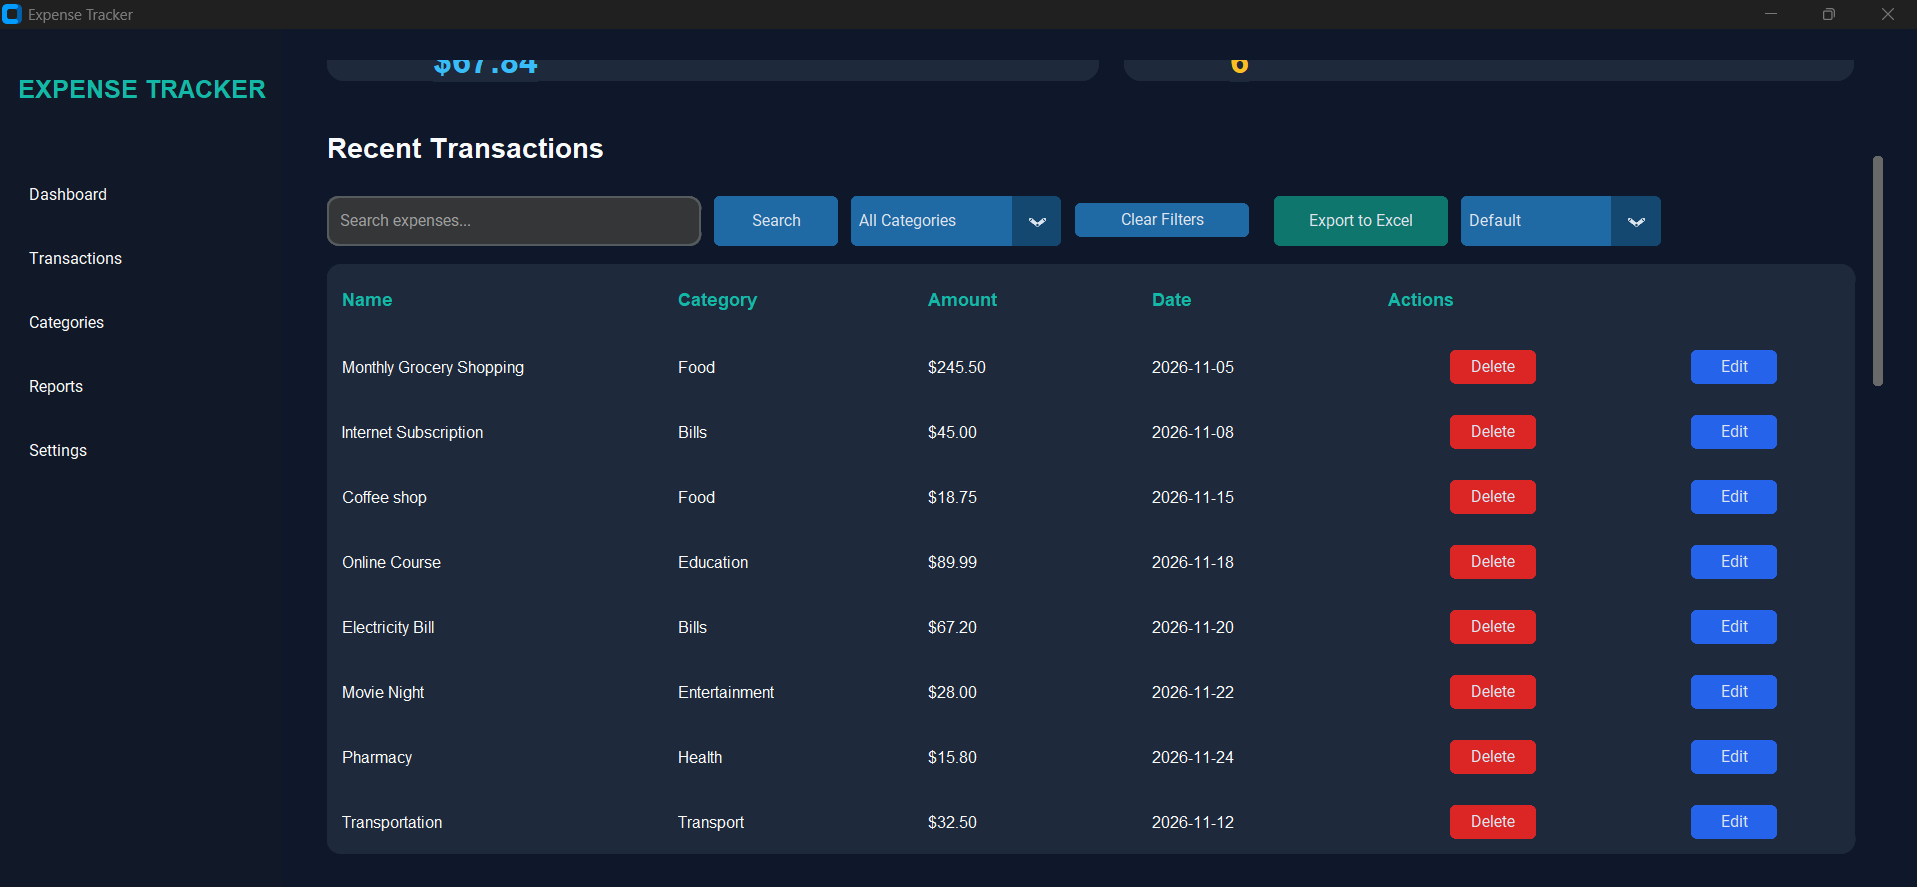 Expense Tracker
EXPENSE TRACKER
Dashboard
Transactions
Categories
Reports
Settings
$67.84 6
Recent Transactions
Search expenses... Search All Categories Clear Filters Export to Excel Default
Name Category Amount Date Actions
Monthly Grocery Shopping Food $245.50 2026-11-05 Delete Edit
Internet Subscription Bills $45.00 2026-11-08 Delete Edit
Coffee shop Food $18.75 2026-11-15 Delete Edit
Online Course Education $89.99 2026-11-18 Delete Edit
Electricity Bill Bills $67.20 2026-11-20 Delete Edit
Movie Night Entertainment $28.00 2026-11-22 Delete Edit
Pharmacy Health $15.80 2026-11-24 Delete Edit
Transportation Transport $32.50 2026-11-12 Delete Edit